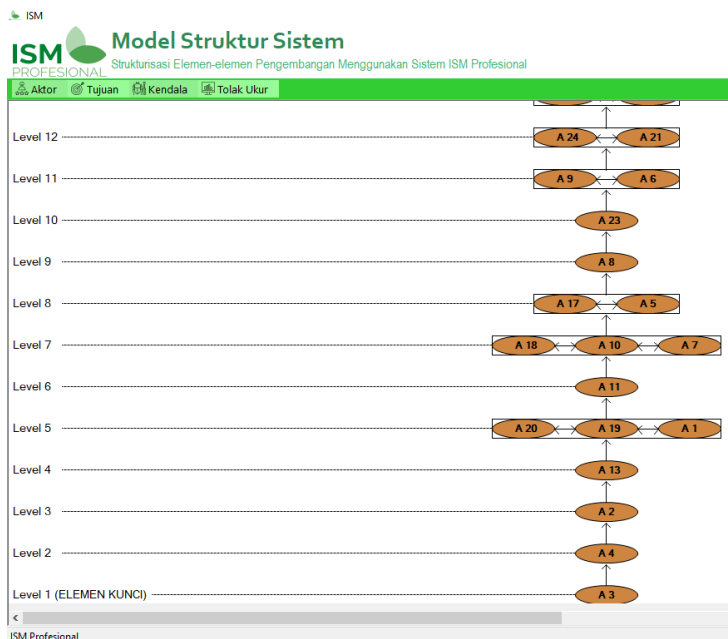 ISM
ISM
PROFESIONAL
Model Struktur Sistem
Strukturisasi Elemen-elemen Pengembangan Menggunakan Sistem ISM Profesional
Aktor Tujuan Kendala Tolak Ukur
Level 12 A 24 A 21
Level 11 A 9 A 6
Level 10 A 23
Level 9 A 8
Level 8 A 17 A 5
Level 7 A 18 A 10 A 7
Level 6 A 11
Level 5 A 20 A 19 A 1
Level 4 A 13
Level 3 A 2
Level 2 A 4
Level 1 (ELEMEN KUNCI) A 3
ISM Profesional